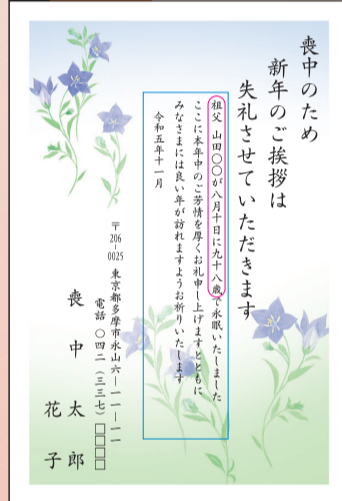 喪中のため
新年のご挨拶は
失礼させていただきます
祖父 山田〇〇が八月十日に九十八歳で永眠いたしました
ここに本年中のご芳情を厚くお礼申し上げますとともに
みなさまには良い年が訪れますようお祈りいたします
令和五年十一月
〒206-0025 東京都多摩市永山六ー一一ー一一
電話 〇四二(三三七)□□□□
喪中 太郎
花子